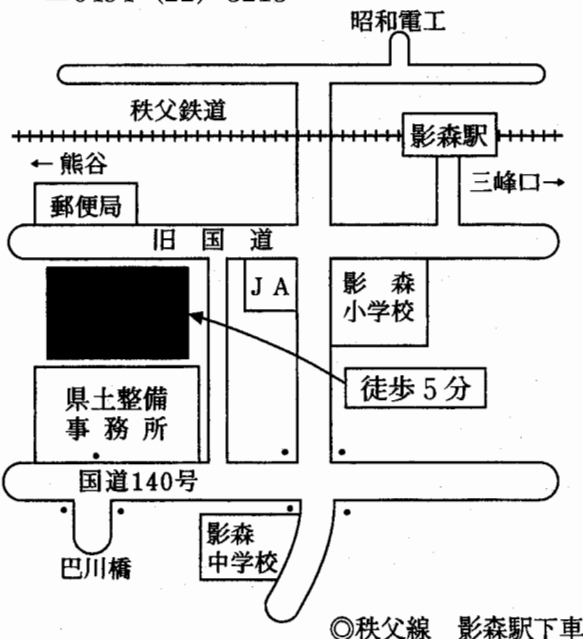 昭和電工
秩父鉄道
影森駅
← 熊谷
三峰口→
郵便局
旧国道
JA
影森
小学校
徒歩5分
県土整備
事務所
国道140号
影森
中学校
巴川橋
◎秩父線 影森駅下車